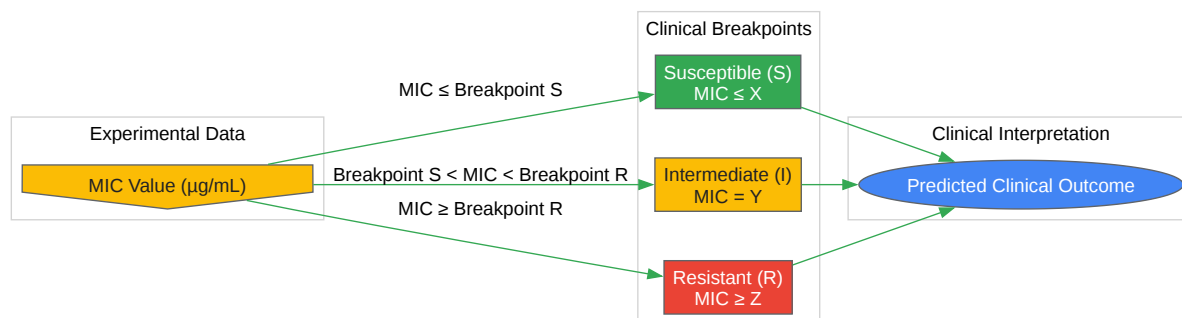 Clinical Breakpoints
Susceptible (S)
MIC ≤ X
MIC ≤ Breakpoint S
Experimental Data
Clinical Interpretation
MIC Value (µg/mL)
Breakpoint S < MIC < Breakpoint R
Intermediate (I)
MIC = Y
Predicted Clinical Outcome
MIC ≥ Breakpoint R
Resistant (R)
MIC ≥ Z